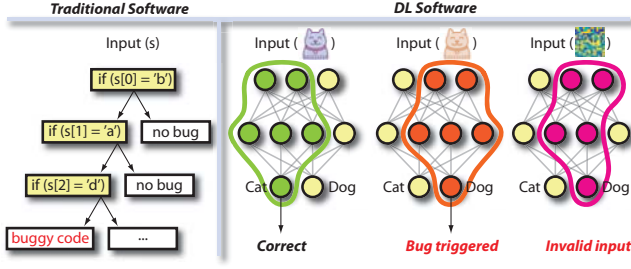 Traditional Software
DL Software
Input (s)
if (s[0] = 'b')
if (s[1] = 'a')
no bug
if (s[2] = 'd')
no bug
buggy code
...
Input ( )
Cat
Dog
Correct
Input ( )
Cat
Dog
Bug triggered
Input ( )
Cat
Dog
Invalid input